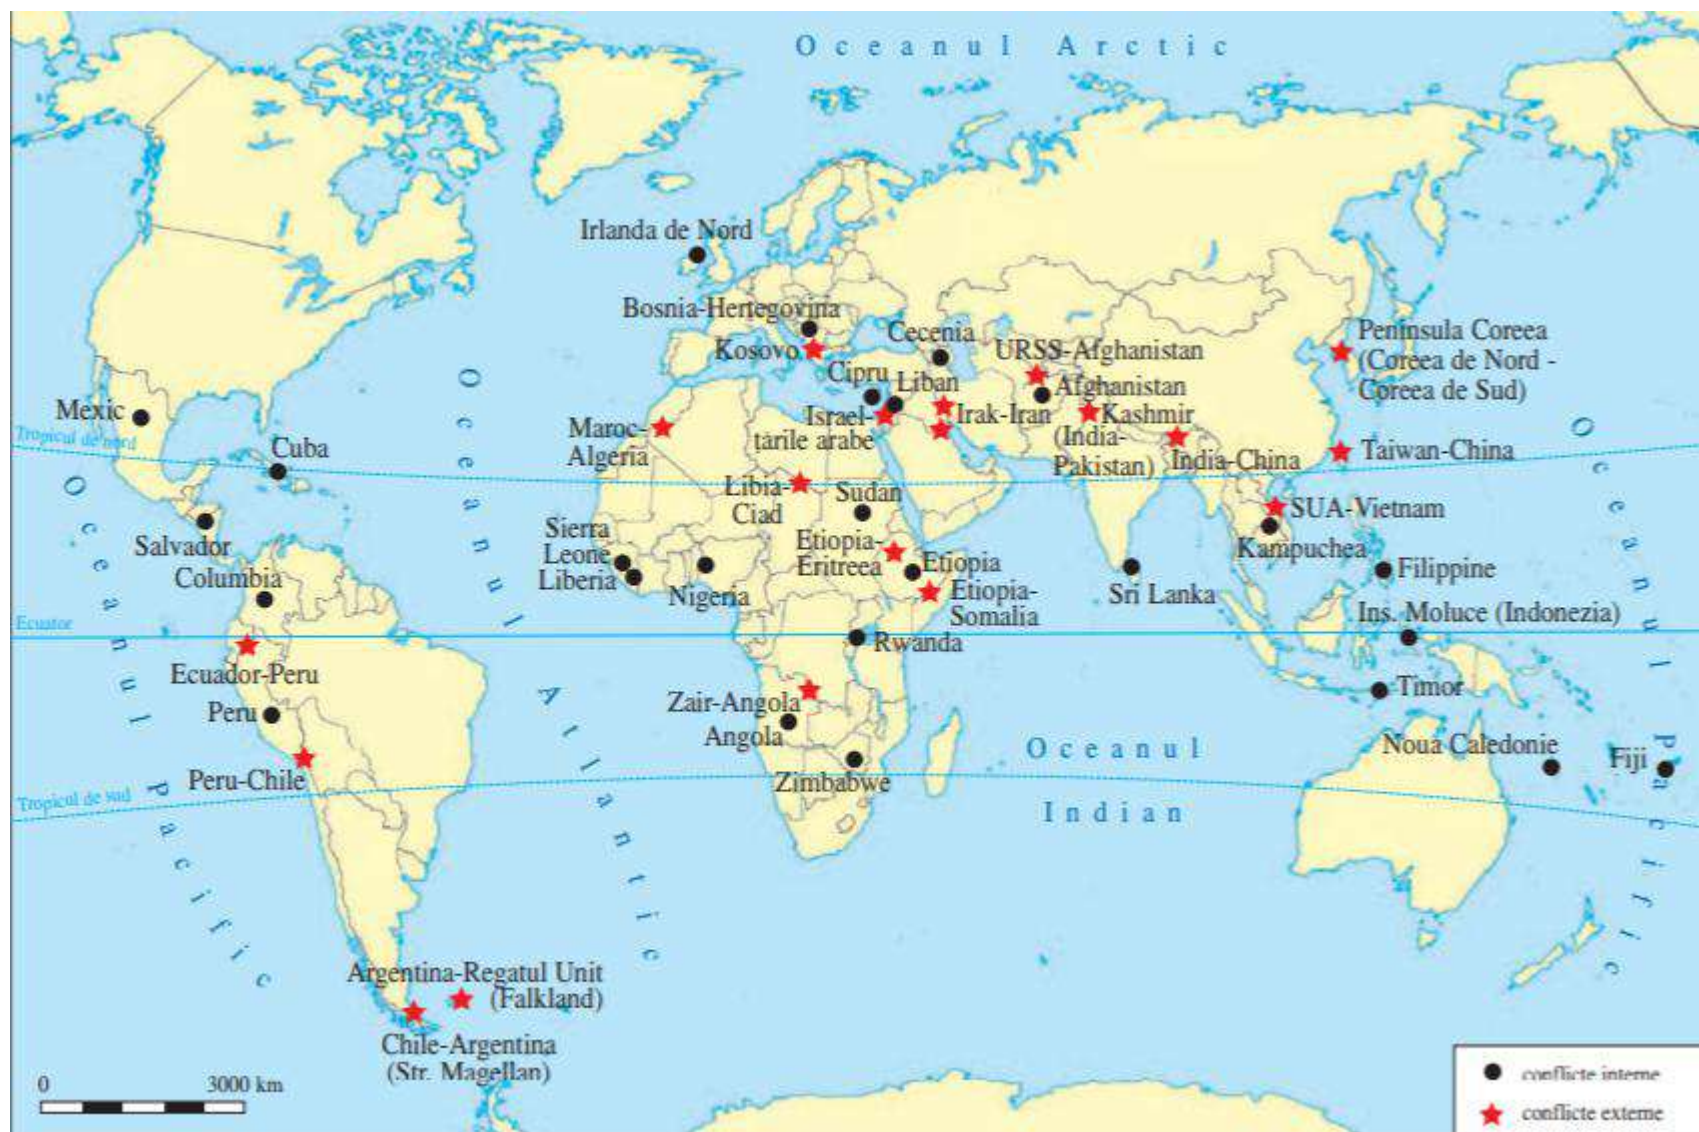 Oceanul Arctic
Irlanda de Nord
Bosnia-Herțegovina
Kosovo
Cecenia
URSS-Afghanistan
Peninsula Coreea
(Coreea de Nord -
Coreea de Sud)
Cipru
Liban
Afghanistan
Mexic
Tropicul de nord
Cuba
Maroc-
Algeria
Israel-
țările arabe
Irak-Iran
Kashmir
(India-
Pakistan)
India-China
Taiwan-China
Oceanul Pacific
Oceanul Atlantic
Oceanul Pacific
Libia-
Ciad
Sudan
SUA-Vietnam
Kampuchea
Salvador
Columbia
Sierra
Leone
Liberia
Nigeria
Etiopia-
Eritreea
Etiopia
Etiopia-
Somalia
Sri Lanka
Filippine
Ins. Moluce (Indonezia)
Ecuator
Rwanda
Ecuador-Peru
Peru
Zair-Angola
Angola
Timor
Peru-Chile
Zimbabwe
Oceanul
Indian
Noua Caledonie
Fiji
Tropicul de sud
Argentina-Regatul Unit
(Falkland)
Chile-Argentina
(Str. Magellan)
0 3000 km
conflicte interne
conflicte externe